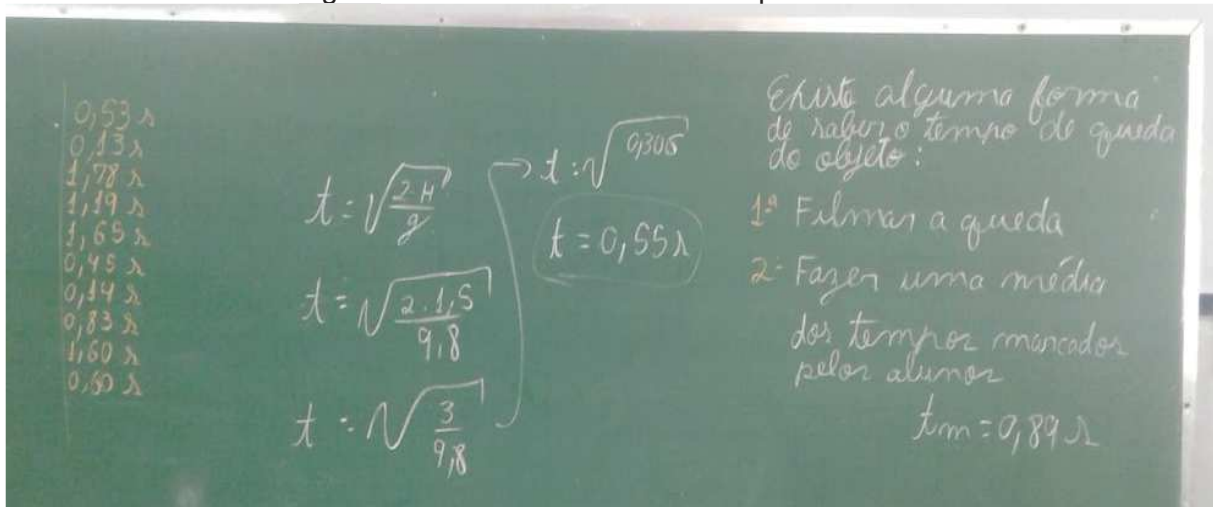 0,53 s
0,13 s
1,78 s
1,19 s
1,65 s
0,45 s
0,14 s
0,83 s
1,60 s
0,60 s
t = √(2·H/g)
t = √(2·1,5/9,8)
t : √(3/9,8)
→ t : √0,306
t = 0,55 s
Existe alguma forma
de saber o tempo de queda
do objeto :
1ª Filmar a queda
2ª Fazer uma média
dos tempos marcados
pelos alunos
tm = 0,89 s